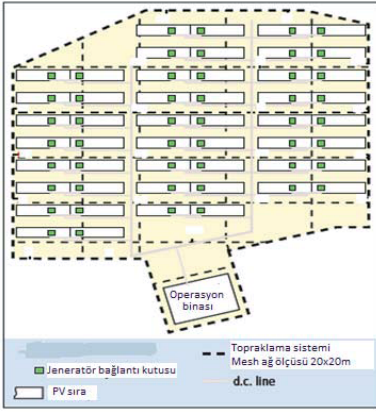 Operasyon
binası
Jeneratör bağlantı kutusu
PV sıra
Topraklama sistemi
Mesh ağ ölçüsü 20x20m
d.c. line